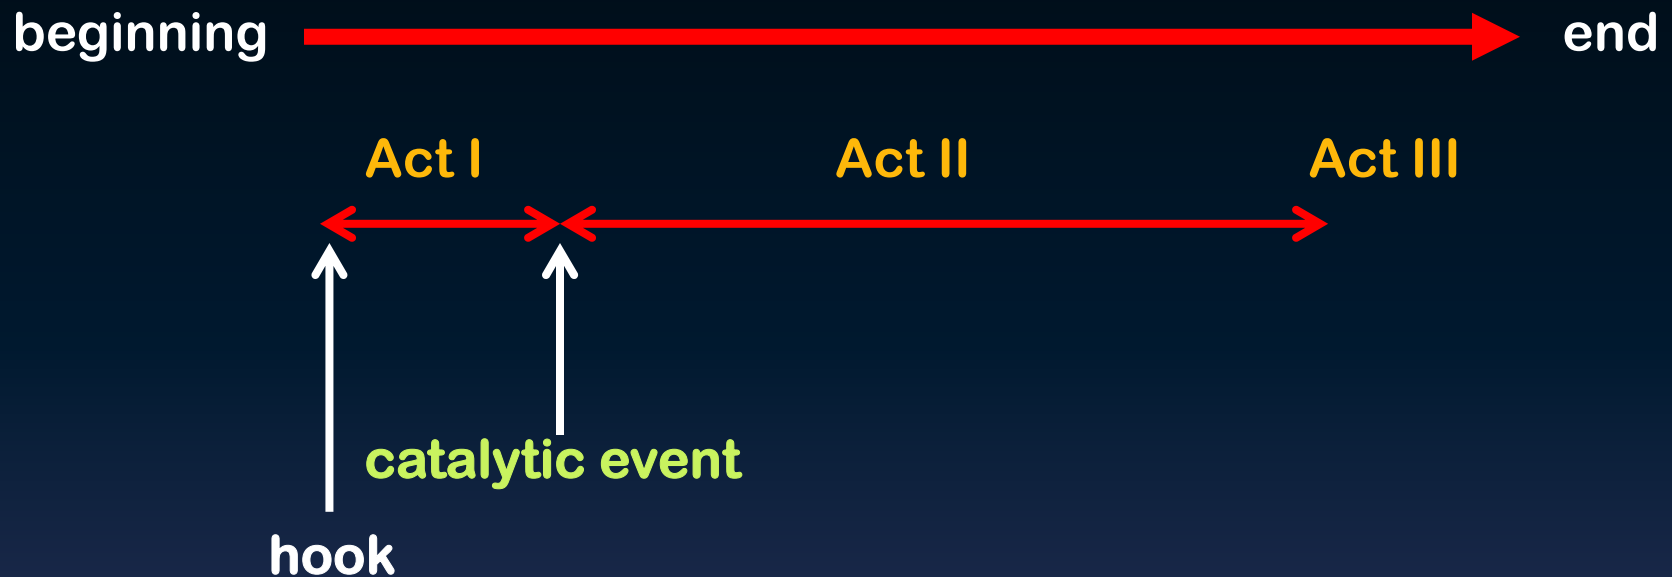 beginning end
Act I Act II Act III
catalytic event
hook